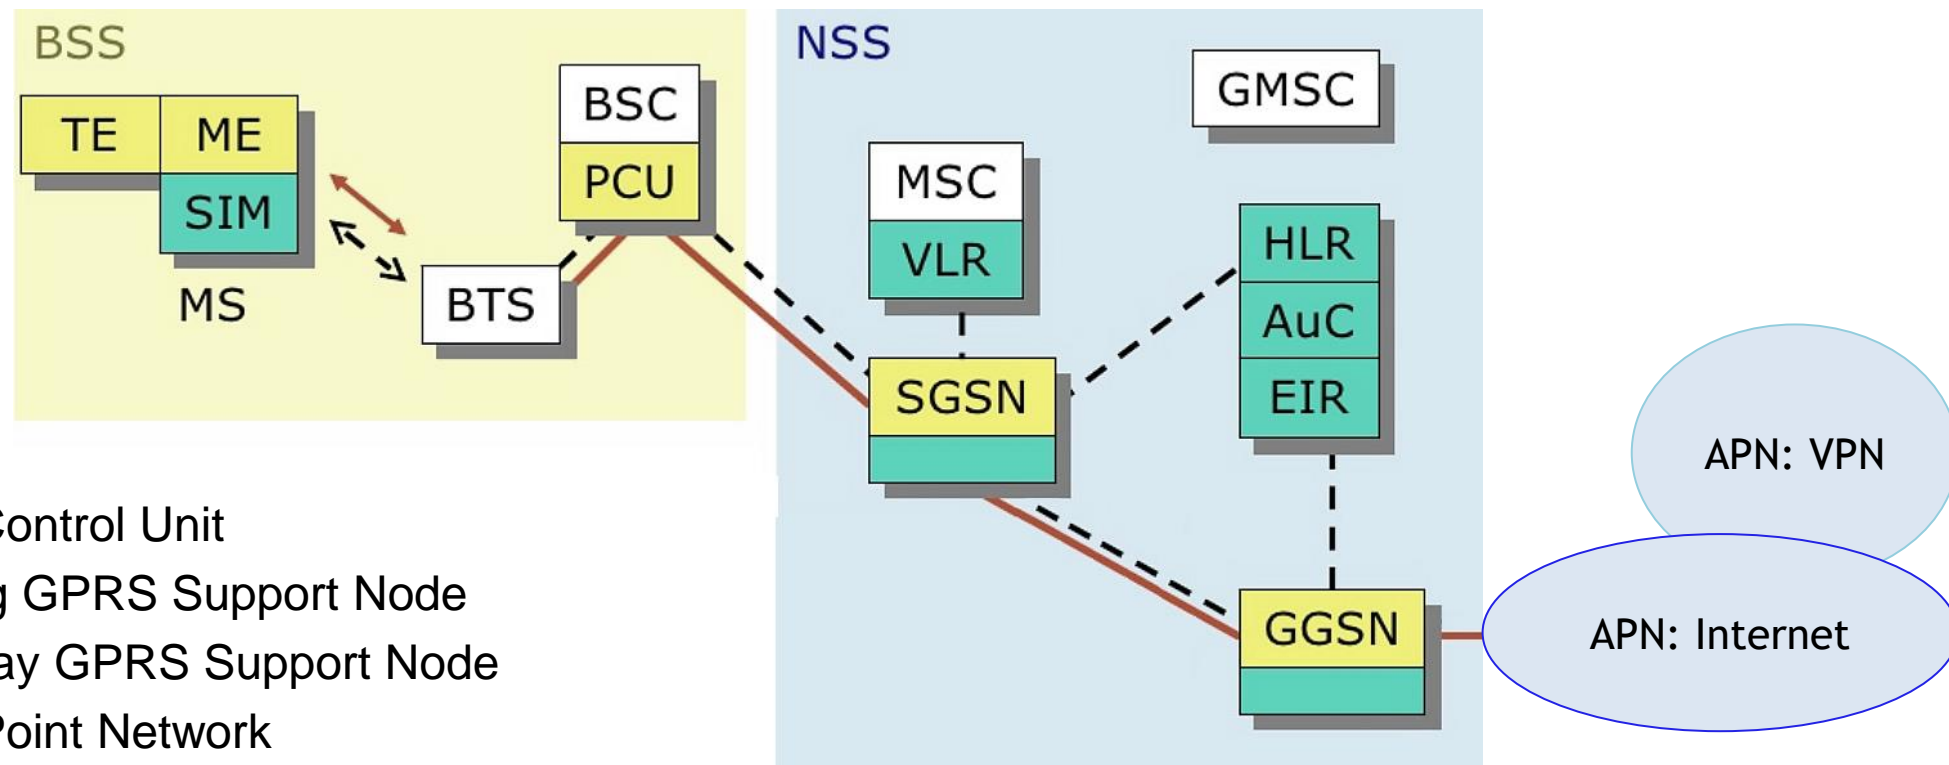 BSS
NSS
TE
ME
SIM
MS
BSC
PCU
BTS
GMSC
MSC
VLR
HLR
AuC
EIR
SGSN
GGSN
APN: VPN
APN: Internet
Control Unit
GPRS Support Node
GPRS Support Node
Point Network